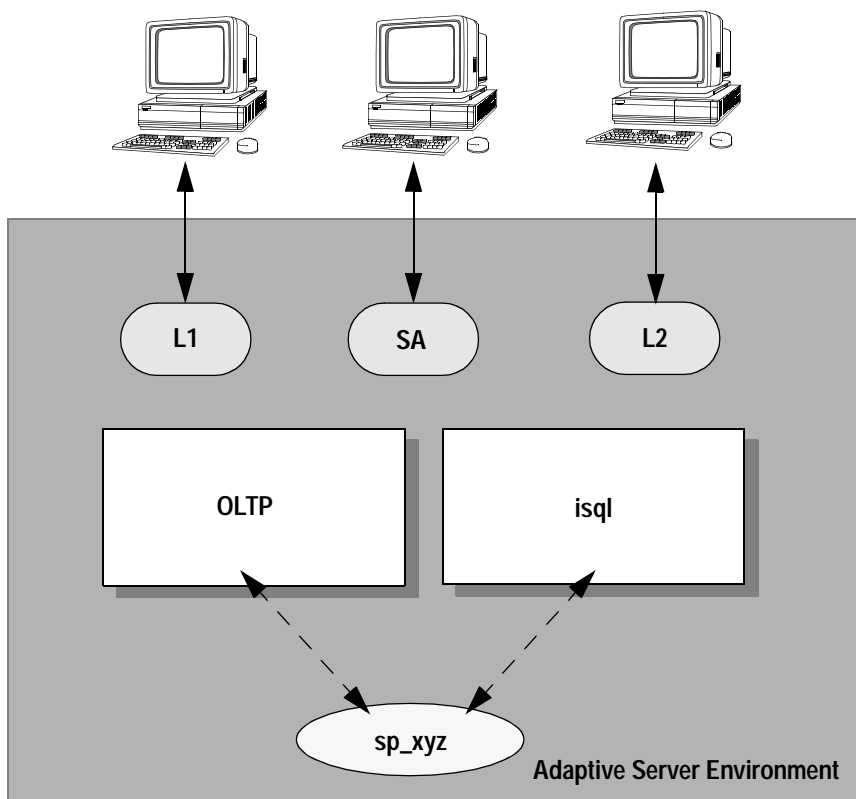 L1
SA
L2
OLTP
isql
sp_xyz
Adaptive Server Environment